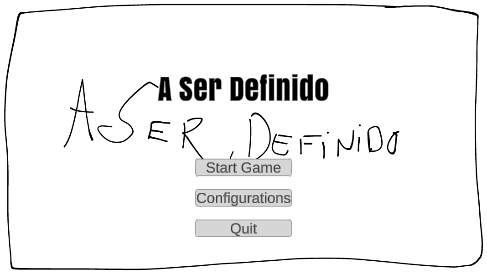 A Ser Definido
A SER DEFINIDO
Start Game
Configurations
Quit